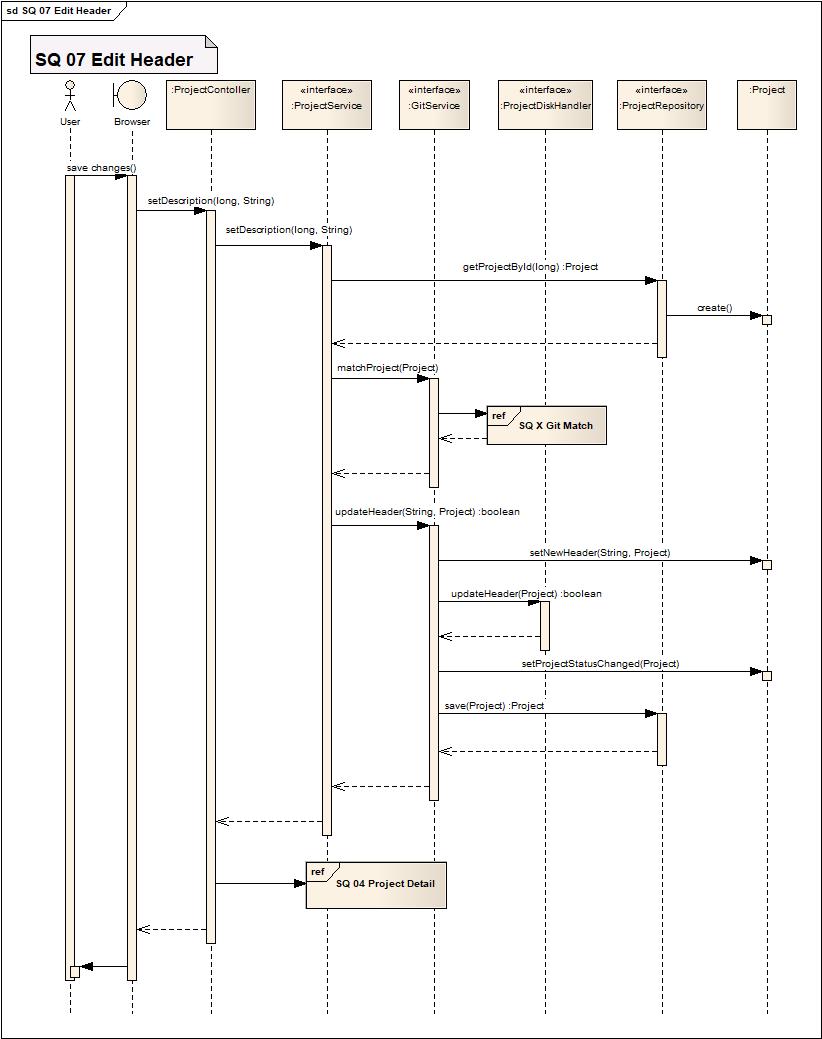 sd SQ 07 Edit Header
SQ 07 Edit Header
User
Browser
:ProjectContoller
«interface»
:ProjectService
«interface»
:GitService
«interface»
:ProjectDiskHandler
«interface»
:ProjectRepository
:Project
save changes()
setDescription(long, String)
setDescription(long, String)
getProjectById(long) :Project
create()
matchProject(Project)
ref
SQ X Git Match
updateHeader(String, Project) :boolean
setNewHeader(String, Project)
updateHeader(Project) :boolean
setProjectStatusChanged(Project)
save(Project) :Project
ref
SQ 04 Project Detail